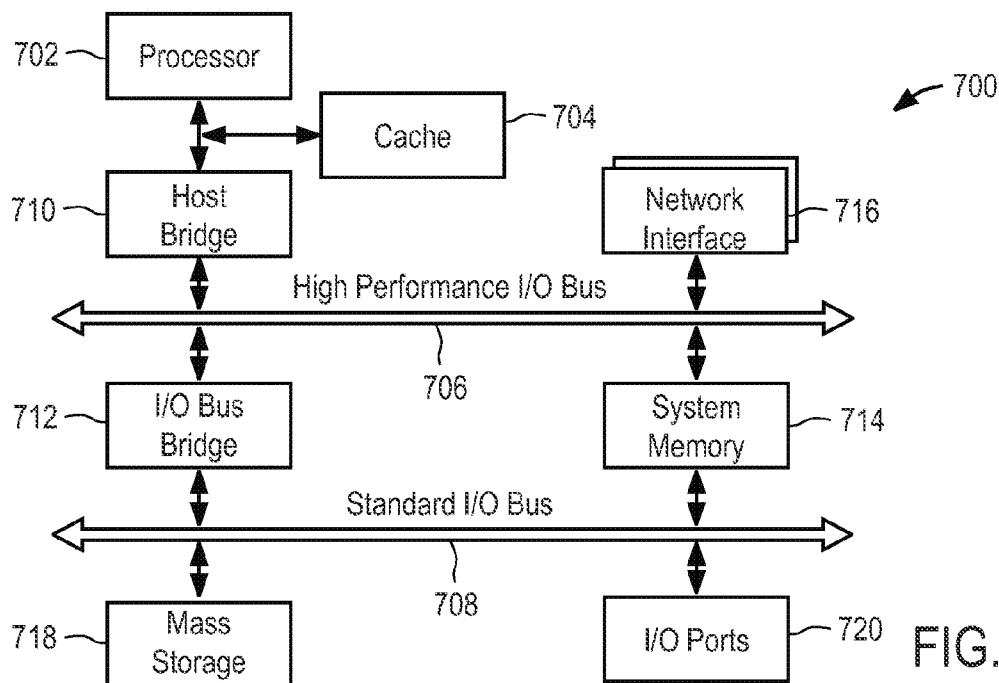 702
Processor
700
Cache
704
710
Host
Bridge
Network
Interface
716
High Performance I/O Bus
706
712
I/O Bus
Bridge
System
Memory
714
Standard I/O Bus
708
718
Mass
Storage
I/O Ports
720
FIG.